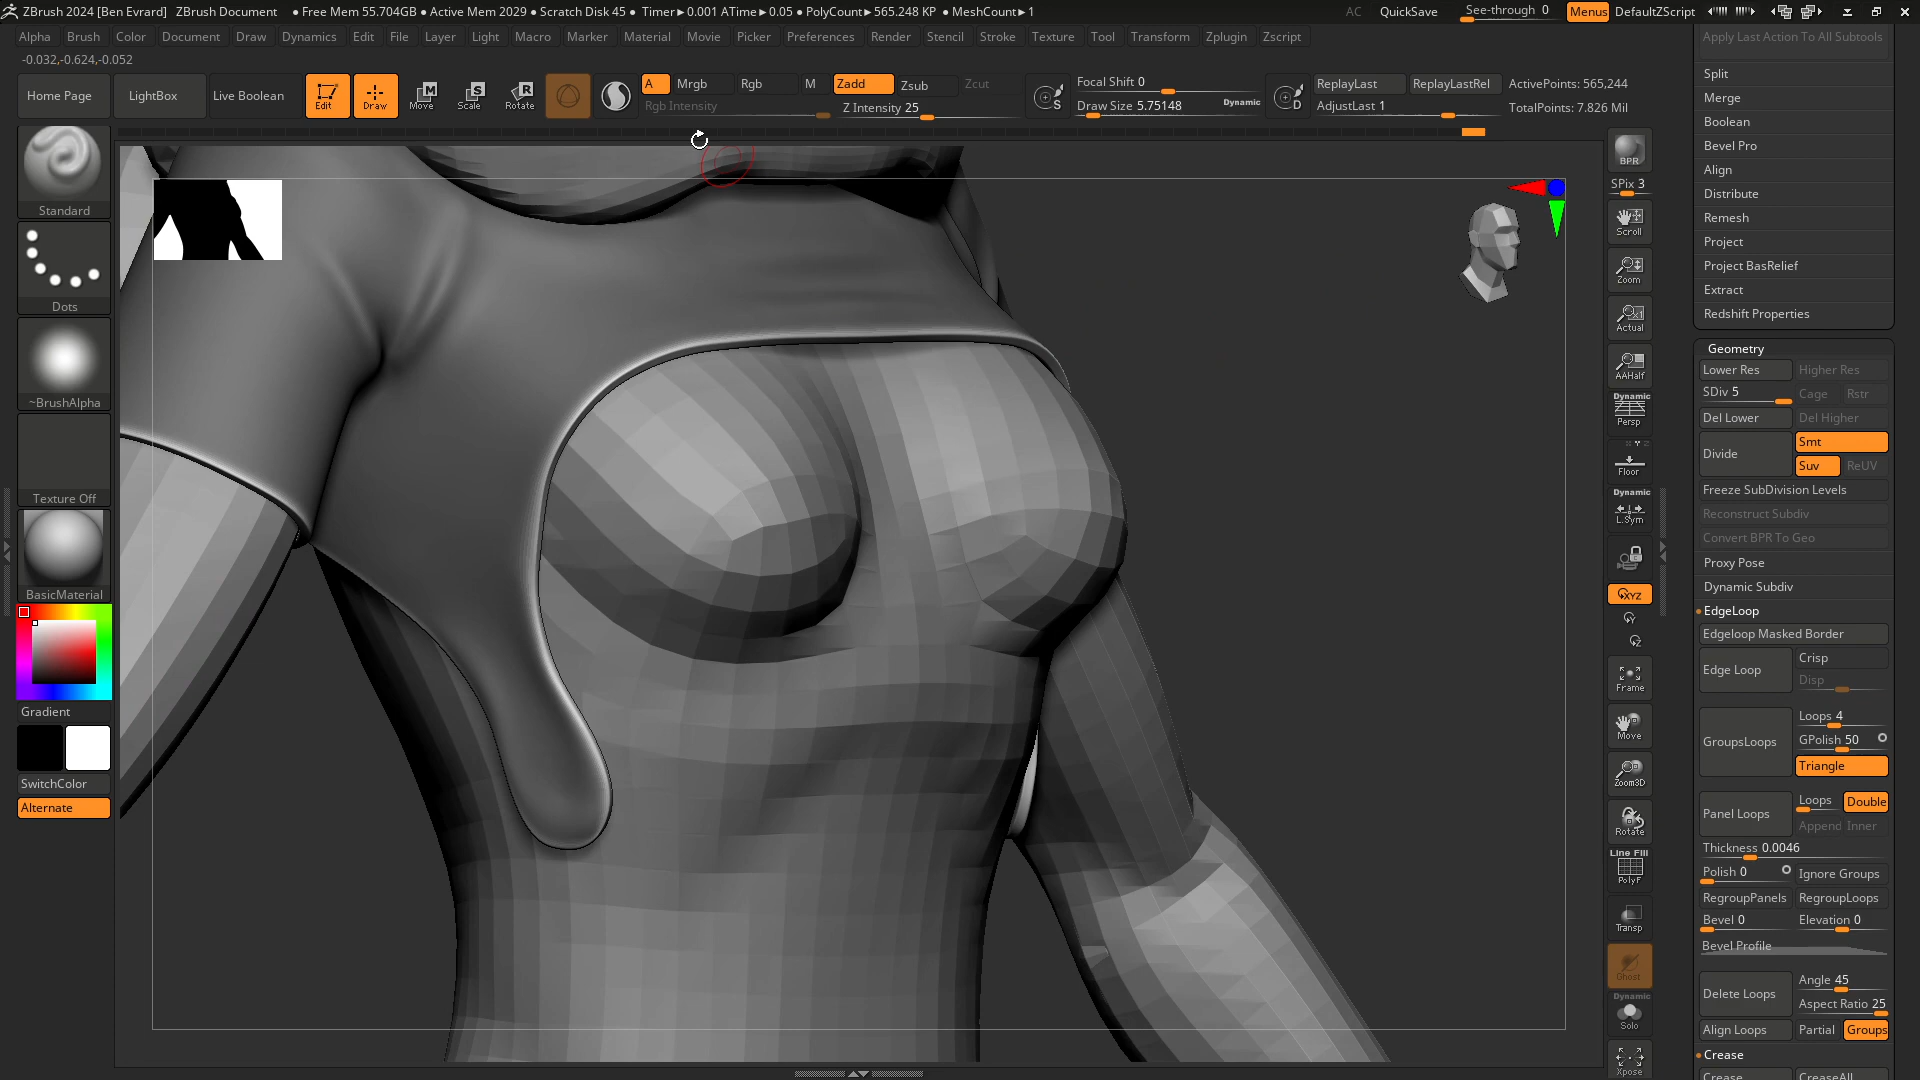 ZBrush 2024 [Ben Evrard] ZBrush Document ● Free Mem 55.704GB ● Active Mem 2029 ● Scratch Disk 45 ● Timer►0.001 ATime►0.05 ● PolyCount►565.248 KP ● MeshCount►1 AC QuickSave See-through 0 Menus DefaultZScript
Alpha Brush Color Document Draw Dynamics Edit File Layer Light Macro Marker Material Movie Picker Preferences Render Stencil Stroke Texture Tool Transform Zplugin Zscript
-0.032,-0.624,-0.052
Home Page LightBox Live Boolean Edit Draw Move Scale Rotate A Mrgb Rgb M Zadd Zsub Zcut Focal Shift 0 ReplayLast ReplayLastRel ActivePoints: 565,244
Rgb Intensity Z Intensity 25 Draw Size 5.75148 Dynamic AdjustLast 1 TotalPoints: 7.826 Mil
Standard
Dots
~BrushAlpha
Texture Off
BasicMaterial
Gradient
SwitchColor
Alternate
BPR
SPix 3
Scroll
Zoom
Actual
AAHalf
Dynamic
Persp
Floor
Dynamic
L.Sym
XYZ
Y
Z
Frame
Move
Zoom3D
Rotate
Line Fill
PolyF
Transp
Ghost
Dynamic
Solo
Xpose
Apply Last Action To All Subtools
Split
Merge
Boolean
Bevel Pro
Align
Distribute
Remesh
Project
Project BasRelief
Extract
Redshift Properties
Geometry
Lower Res Higher Res
SDiv 5 Cage Rstr
Del Lower Del Higher
Divide Smt
Suv ReUV
Freeze SubDivision Levels
Reconstruct Subdiv
Convert BPR To Geo
Proxy Pose
Dynamic Subdiv
EdgeLoop
Edgeloop Masked Border
Edge Loop Crisp
Disp
GroupsLoops Loops 4
GPolish 50
Triangle
Panel Loops Loops Double
Append Inner
Thickness 0.0046
Polish 0 Ignore Groups
RegroupPanels RegroupLoops
Bevel 0 Elevation 0
Bevel Profile
Delete Loops Angle 45
Aspect Ratio 25
Align Loops Partial Groups
Crease
Crease CreaseAll